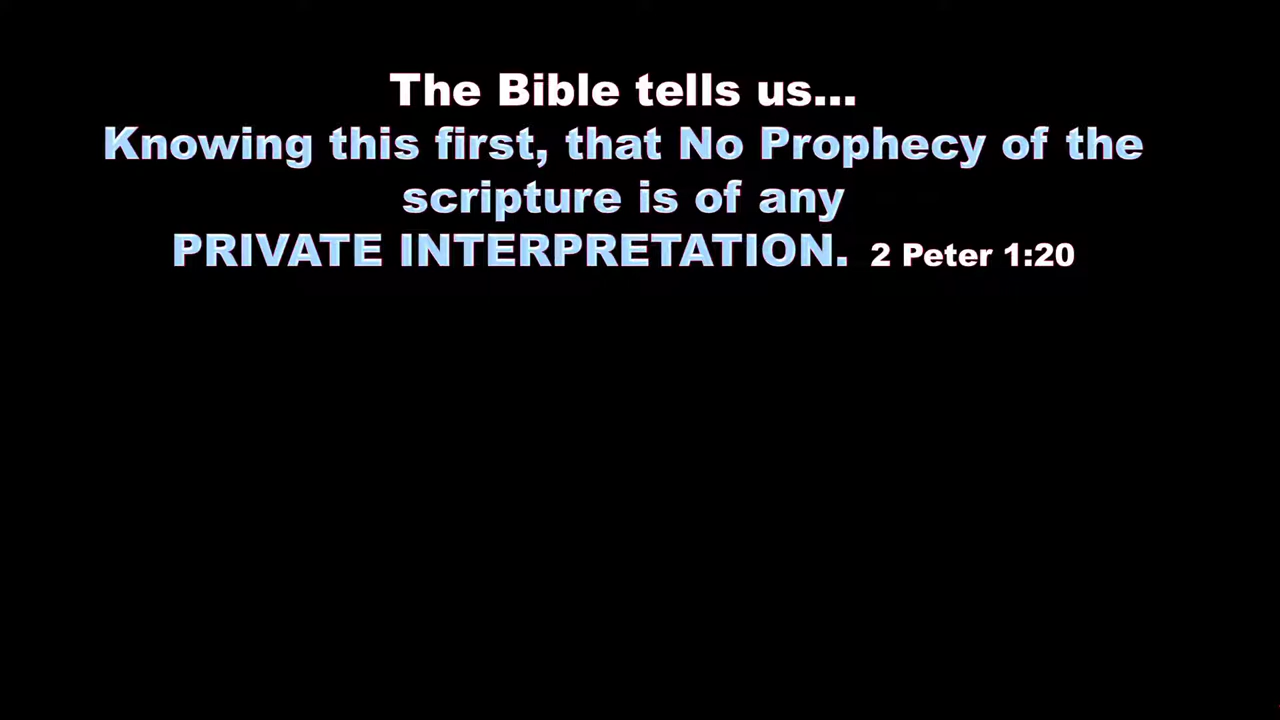 The Bible tells us...
Knowing this first, that No Prophecy of the
scripture is of any
PRIVATE INTERPRETATION. 2 Peter 1:20